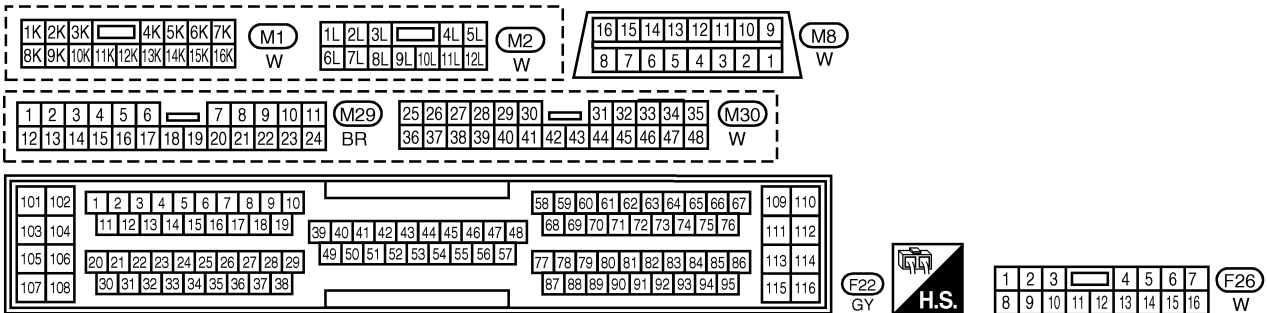 1K 2K 3K 4K 5K 6K 7K M1
8K 9K 10K 11K 12K 13K 14K 15K 16K W
1L 2L 3L 4L 5L M2
6L 7L 8L 9L 10L 11L 12L W
16 15 14 13 12 11 10 9 M8
8 7 6 5 4 3 2 1 W
1 2 3 4 5 6 7 8 9 10 11 M29
12 13 14 15 16 17 18 19 20 21 22 23 24 BR
25 26 27 28 29 30 31 32 33 34 35 M30
36 37 38 39 40 41 42 43 44 45 46 47 48 W
101 102 1 2 3 4 5 6 7 8 9 10 58 59 60 61 62 63 64 65 66 67 109 110
11 12 13 14 15 16 17 18 19 68 69 70 71 72 73 74 75 76
103 104 39 40 41 42 43 44 45 46 47 48 111 112
49 50 51 52 53 54 55 56 57
105 106 20 21 22 23 24 25 26 27 28 29 77 78 79 80 81 82 83 84 85 86 113 114
107 108 30 31 32 33 34 35 36 37 38 87 88 89 90 91 92 93 94 95 115 116
F22
GY
H.S.
1 2 3 4 5 6 7 F26
8 9 10 11 12 13 14 15 16 W